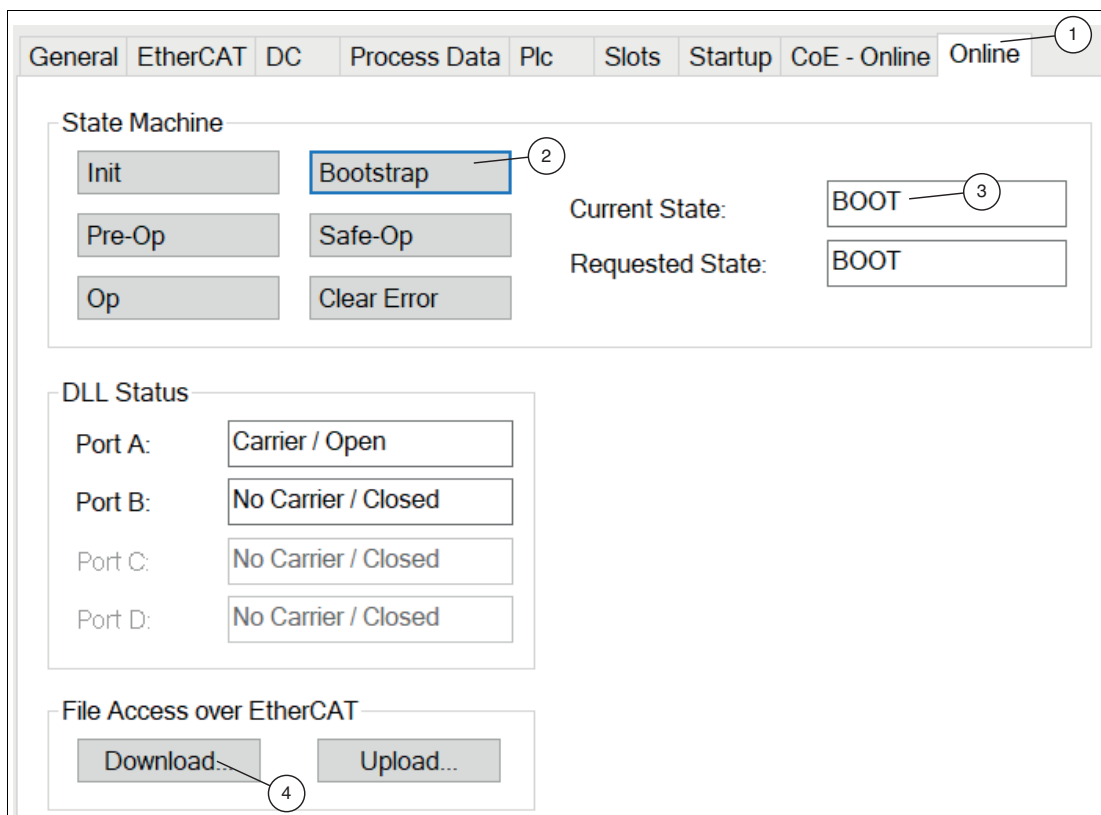 General EtherCAT DC Process Data Plc Slots Startup CoE - Online Online 1
State Machine
Init Bootstrap 2
Current State: BOOT 3
Pre-Op Safe-Op
Requested State: BOOT
Op Clear Error
DLL Status
Port A: Carrier / Open
Port B: No Carrier / Closed
Port C: No Carrier / Closed
Port D: No Carrier / Closed
File Access over EtherCAT
Download... Upload...
4